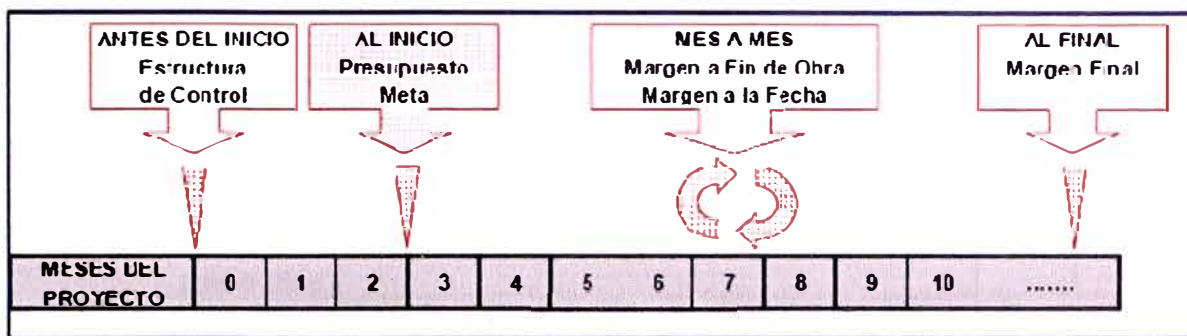 ANTES DEL INICIO
Estructura
de Control
AL INICIO
Presupuesto
Meta
MES A MES
Margen a Fin de Obra
Margen a la Fecha
AL FINAL
Margen Final
MESES DEL
PROYECTO
0 1 2 3 4 5 6 7 8 9 10 .......